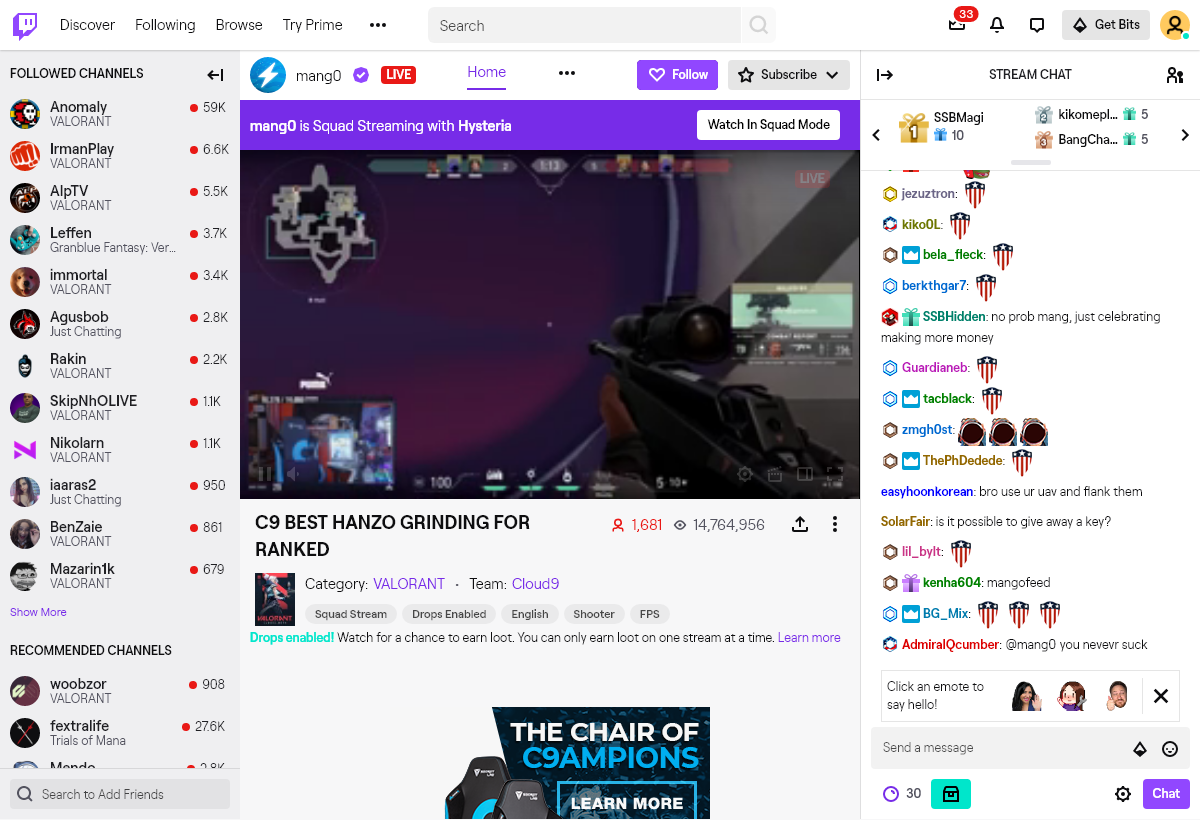 Discover Following Browse Try Prime
Search
33
Get Bits
FOLLOWED CHANNELS
Anomaly 59K
VALORANT
IrmanPlay 6.6K
VALORANT
AlpTV 5.5K
VALORANT
Leffen 3.7K
Granblue Fantasy: Ver...
immortal 3.4K
VALORANT
Agusbob 2.8K
Just Chatting
Rakin 2.2K
VALORANT
SkipNhOLIVE 1.1K
VALORANT
Nikolarn 1.1K
VALORANT
iaaras2 950
Just Chatting
BenZaie 861
VALORANT
Mazarin1k 679
VALORANT
Show More
RECOMMENDED CHANNELS
woobzor 908
VALORANT
fextralife 27.6K
Trials of Mana
Search to Add Friends
mang0 LIVE Home
Follow
Subscribe
mang0 is Squad Streaming with Hysteria
Watch In Squad Mode
2 1:13 5
LIVE
PUMA
100
5
C9 BEST HANZO GRINDING FOR
RANKED
1,681 14,764,956
VALORANT
Category: VALORANT · Team: Cloud9
Squad Stream Drops Enabled English Shooter FPS
Drops enabled! Watch for a chance to earn loot. You can only earn loot on one stream at a time. Learn more
THE CHAIR OF
C9AMPIONS
LEARN MORE
STREAM CHAT
1 SSBMagi
10
2 kikomepl... 5
3 BangCha... 5
jezuztron:
kiko0L:
bela_fleck:
berkthgar7:
SSBHidden: no prob mang, just celebrating
making more money
Guardianeb:
tacblack:
zmgh0st:
ThePhDedede:
easyhoonkorean: bro use ur uav and flank them
SolarFair: is it possible to give away a key?
lil_bylt:
kenha604: mangofeed
BG_Mix:
AdmiralQcumber: @mang0 you nevevr suck
Click an emote to
say hello!
Send a message
30
Chat